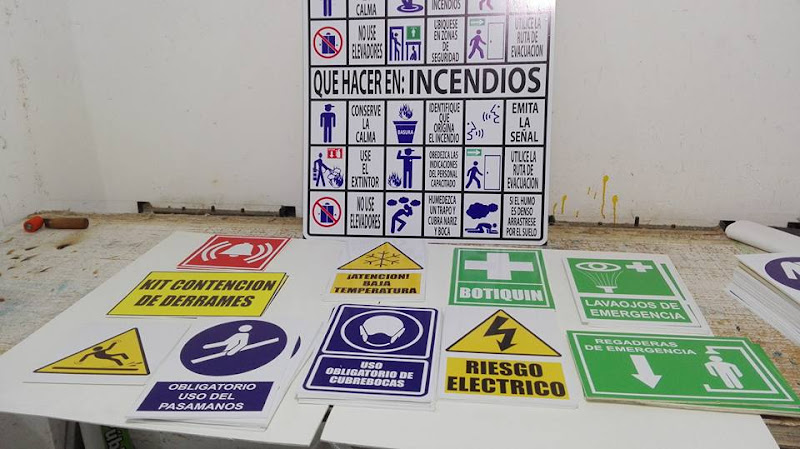 CALMA
INCENDIOS
NO USE
ELEVADORES
UBIQUESE
EN ZONAS
DE
SEGURIDAD
UTILICE LA
RUTA DE
EVACUACION
QUE HACER EN: INCENDIOS
CONSERVE
LA
CALMA
BASURA
IDENTIFIQUE
QUE
ORIGINA
EL INCENDIO
EMITA
LA
SEÑAL
USE
EL
EXTINTOR
OBEDEZCA LAS
INDICACIONES
DEL PERSONAL
CAPACITADO
UTILICE LA
RUTA DE
EVACUACION
NO USE
ELEVADORES
HUMEDEZCA
UN TRAPO Y
CUBRA NARIZ
Y BOCA
SI EL HUMO
ES DENSO
ARRASTRESE
POR EL SUELO
KIT CONTENCION
DE DERRAMES
¡ATENCION!
BAJA
TEMPERATURA
BOTIQUIN
LAVAOJOS DE
EMERGENCIA
OBLIGATORIO
USO DEL
PASAMANOS
USO
OBLIGATORIO DE
CUBREBOCAS
RIESGO
ELECTRICO
REGADERAS
DE EMERGENCIA